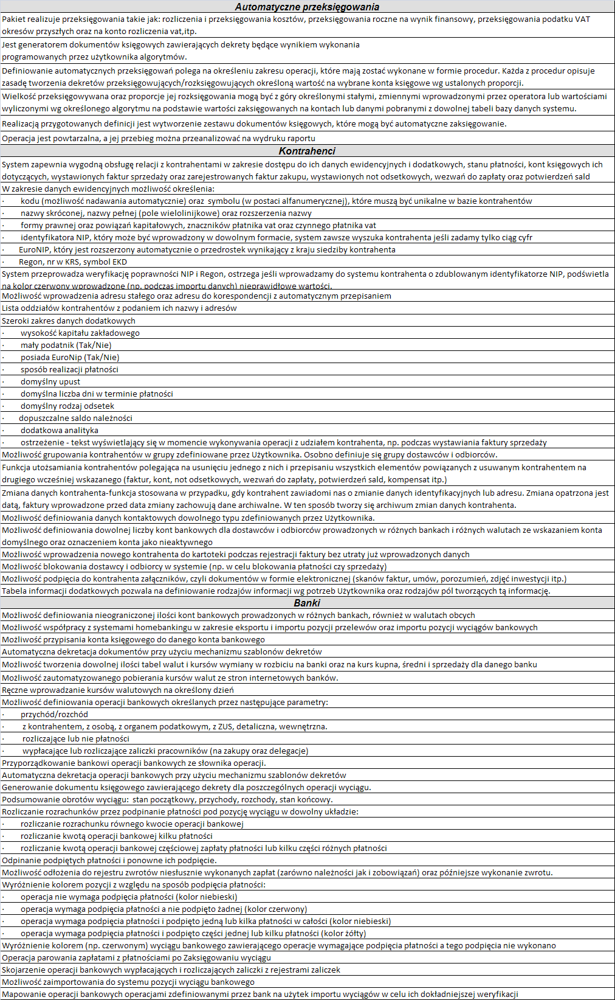 Automatyczne przeksięgowania
Pakiet realizuje przeksięgowania takie jak: rozliczenia i przeksięgowania kosztów, przeksięgowania roczne na wynik finansowy, przeksięgowania podatku VAT
okresów przyszłych oraz na konto rozliczenia vat,itp.
Jest generatorem dokumentów księgowych zawierających dekrety będące wynikiem wykonania
programowanych przez użytkownika algorytmów.
Definiowanie automatycznych przeksięgowań polega na określeniu zakresu operacji, które mają zostać wykonane w formie procedur. Każda z procedur opisuje
zasadę tworzenia dekretów przeksięgowujących/rozksięgowujących określoną wartość na wybrane konta księgowe wg ustalonych proporcji.
Wielkość przeksięgowywana oraz proporcje jej rozksięgowania mogą być z góry określonymi stałymi, zmiennymi wprowadzonymi przez operatora lub wartościami
wyliczonymi wg określonego algorytmu na podstawie wartości zaksięgowanych na kontach lub danymi pobranymi z dowolnej tabeli bazy danych systemu.
Realizacją przygotowanych definicji jest wytworzenie zestawu dokumentów księgowych, które mogą być automatyczne zaksięgowanie.
Operacja jest powtarzalna, a jej przebieg można przeanalizować na wydruku raportu
Kontrahenci
System zapewnia wygodną obsługę relacji z kontrahentami w zakresie dostępu do ich danych ewidencyjnych i dodatkowych, stanu płatności, kont księgowych ich
dotyczących, wystawionych faktur sprzedaży oraz zarejestrowanych faktur zakupu, wystawionych not odsetkowych, wezwań do zapłaty oraz potwierdzeń sald
W zakresie danych ewidencyjnych możliwość określenia:
· kodu (możliwość nadawania automatycznie) oraz symbolu (w postaci alfanumerycznej), które muszą być unikalne w bazie kontrahentów
· nazwy skróconej, nazwy pełnej (pole wielolinijkowe) oraz rozszerzenia nazwy
· formy prawnej oraz powiązań kapitałowych, znaczników płatnika vat oraz czynnego płatnika vat
· identyfikatora NIP, który może być wprowadzony w dowolnym formacie, system zawsze wyszuka kontrahenta jeśli zadamy tylko ciąg cyfr
· EuroNIP, który jest rozszerzony automatycznie o przedrostek wynikający z kraju siedziby kontrahenta
· Regon, nr w KRS, symbol EKD
System przeprowadza weryfikację poprawności NIP i Regon, ostrzega jeśli wprowadzamy do systemu kontrahenta o zdublowanym identyfikatorze NIP, podświetla
na kolor czerwony wprowadzone (np. podczas importu danych) nieprawidłowe wartości.
Możliwość wprowadzenia adresu stałego oraz adresu do korespondencji z automatycznym przepisaniem
Lista oddziałów kontrahentów z podaniem ich nazwy i adresów
Szeroki zakres danych dodatkowych
· wysokość kapitału zakładowego
· mały podatnik (Tak/Nie)
· posiada EuroNip (Tak/Nie)
· sposób realizacji płatności
· domyślny upust
· domyślna liczba dni w terminie płatności
· domyślny rodzaj odsetek
· dopuszczalne saldo należności
· dodatkowa analityka
· ostrzeżenie - tekst wyświetlający się w momencie wykonywania operacji z udziałem kontrahenta, np. podczas wystawiania faktury sprzedaży
Możliwość grupowania kontrahentów w grupy zdefiniowane przez Użytkownika. Osobno definiuje się grupy dostawców i odbiorców.
Funkcja utożsamiania kontrahentów polegająca na usunięciu jednego z nich i przepisaniu wszystkich elementów powiązanych z usuwanym kontrahentem na
drugiego wcześniej wskazanego (faktur, kont, not odsetkowych, wezwań do zapłaty, potwierdzeń sald, kompensat itp.)
Zmiana danych kontrahenta-funkcja stosowana w przypadku, gdy kontrahent zawiadomi nas o zmianie danych identyfikacyjnych lub adresu. Zmiana opatrzona jest
datą, faktury wprowadzone przed data zmiany zachowują dane archiwalne. W ten sposób tworzy się archiwum zmian danych kontrahenta.
Możliwość definiowania danych kontaktowych dowolnego typu zdefiniowanych przez Użytkownika.
Możliwość definiowania dowolnej liczby kont bankowych dla dostawców i odbiorców prowadzonych w różnych bankach i różnych walutach ze wskazaniem konta
domyślnego oraz oznaczeniem konta jako nieaktywnego
Możliwość wprowadzenia nowego kontrahenta do kartoteki podczas rejestracji faktury bez utraty już wprowadzonych danych
Możliwość blokowania dostawcy i odbiorcy w systemie (np. w celu blokowania płatności czy sprzedaży)
Możliwość podpięcia do kontrahenta załączników, czyli dokumentów w formie elektronicznej (skanów faktur, umów, porozumień, zdjęć inwestycji itp.)
Tabela informacji dodatkowych pozwala na definiowanie rodzajów informacji wg potrzeb Użytkownika oraz rodzajów pól tworzących tą informację.
Banki
Możliwość definiowania nieograniczonej ilości kont bankowych prowadzonych w różnych bankach, również w walutach obcych
Możliwość współpracy z systemami homebankingu w zakresie eksportu i importu pozycji przelewów oraz importu pozycji wyciągów bankowych
Możliwość przypisania konta księgowego do danego konta bankowego
Automatyczna dekretacja dokumentów przy użyciu mechanizmu szablonów dekretów
Możliwość tworzenia dowolnej ilości tabel walut i kursów wymiany w rozbiciu na banki oraz na kurs kupna, średni i sprzedaży dla danego banku
Możliwość zautomatyzowanego pobierania kursów walut ze stron internetowych banków.
Ręczne wprowadzanie kursów walutowych na określony dzień
Możliwość definiowania operacji bankowych określanych przez następujące parametry:
· przychód/rozchód
· z kontrahentem, z osobą, z organem podatkowym, z ZUS, detaliczna, wewnętrzna.
· rozliczające lub nie płatności
· wypłacające lub rozliczające zaliczki pracowników (na zakupy oraz delegacje)
Przyporządkowanie bankowi operacji bankowych ze słownika operacji.
Automatyczna dekretacja operacji bankowych przy użyciu mechanizmu szablonów dekretów
Generowanie dokumentu księgowego zawierającego dekrety dla poszczególnych operacji wyciągu.
Podsumowanie obrotów wyciągu: stan początkowy, przychody, rozchody, stan końcowy.
Rozliczanie rozrachunków przez podpinanie płatności pod pozycję wyciągu w dowolny układzie:
· rozliczanie rozrachunku równego kwocie operacji bankowej
· rozliczanie kwotą operacji bankowej kilku płatności
· rozliczanie kwotą operacji bankowej częściowej zapłaty płatności lub kilku części różnych płatności
Odpinanie podpiętych płatności i ponowne ich podpięcie.
Możliwość odłożenia do rejestru zwrotów niesłusznie wykonanych zapłat (zarówno należności jak i zobowiązań) oraz późniejsze wykonanie zwrotu.
Wyróżnienie kolorem pozycji z względu na sposób podpięcia płatności:
· operacja nie wymaga podpięcia płatności (kolor niebieski)
· operacja wymaga podpięcia płatności a nie podpięto żadnej (kolor czerwony)
· operacja wymaga podpięcia płatności i podpięto jedną lub kilka płatności w całości (kolor niebieski)
· operacja wymaga podpięcia płatności i podpięto części jednej lub kilku płatności (kolor żółty)
Wyróżnienie kolorem (np. czerwonym) wyciągu bankowego zawierającego operacje wymagające podpięcia płatności a tego podpięcia nie wykonano
Operacja parowania zapłatami z płatnościami po Zaksięgowaniu wyciągu
Skojarzenie operacji bankowych wypłacających i rozliczających zaliczki z rejestrami zaliczek
Możliwość zaimportowania do systemu pozycji wyciągu bankowego
Mapowanie operacji bankowych operacjami zdefiniowanymi przez bank na użytek importu wyciągów w celu ich dokładniejszej weryfikacji